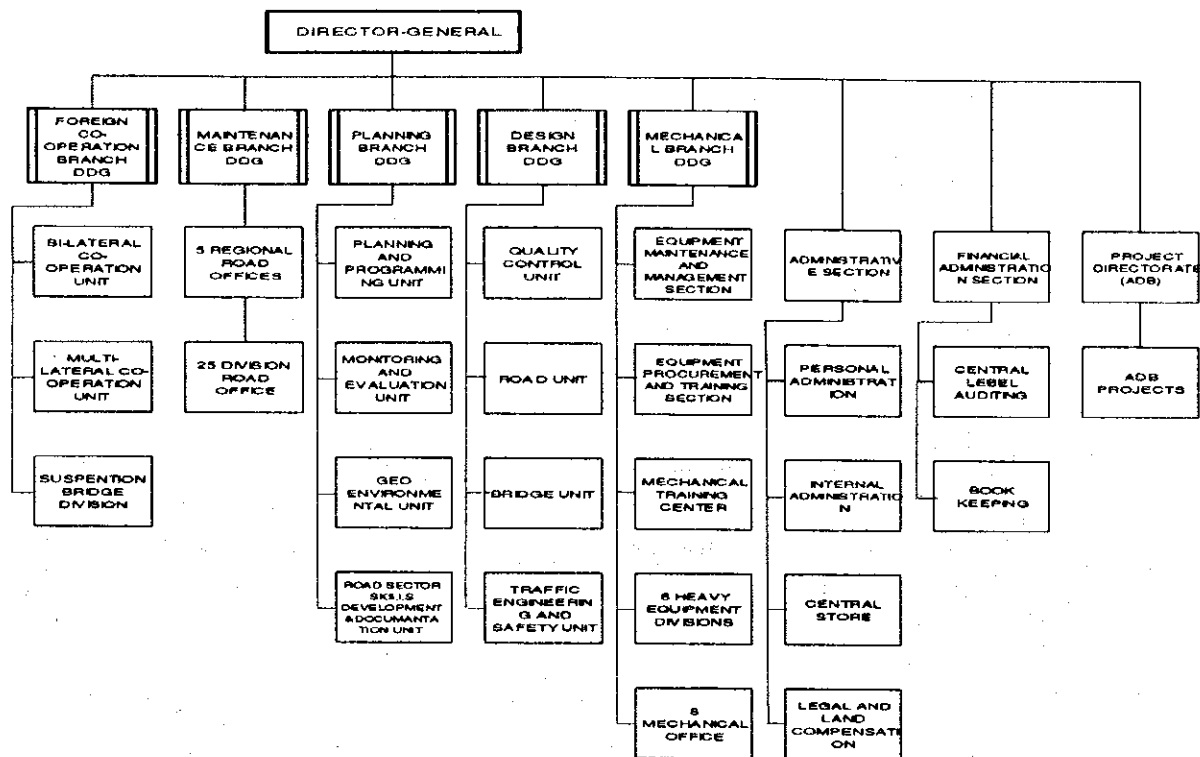 DIRECTOR-GENERAL
FOREIGN
CO-
OPERATION
BRANCH
DDG
MAINTENAN
CE BRANCH
DDG
PLANNING
BRANCH
DDG
DESIGN
BRANCH
DDG
MECHANICA
L BRANCH
DDG
BI-LATERAL
CO-
OPERATION
UNIT
5 REGIONAL
ROAD
OFFICES
PLANNING
AND
PROGRAMMI
NG UNIT
QUALITY
CONTROL
UNIT
EQUIPMENT
MAINTENANCE
AND
MANAGEMENT
SECTION
ADMINISTRATIV
E SECTION
FINANCIAL
ADMINISTRATIO
N SECTION
PROJECT
DIRECTORATE
(ADB)
MULTI-
LATERAL CO-
OPERATION
UNIT
25 DIVISION
ROAD
OFFICE
MONITORING
AND
EVALUATION
UNIT
ROAD UNIT
EQUIPMENT
PROCUREMENT
AND TRAINING
SECTION
PERSONAL
ADMINISTRAT
ION
CENTRAL
LEBEL
AUDITING
ADB
PROJECTS
SUSPENTION
BRIDGE
DIVISION
GEO
ENVIRONME
NTAL UNIT
BRIDGE UNIT
MECHANICAL
TRAINING
CENTER
INTERNAL
ADMINISTRATIO
N
BOOK
KEEPING
ROAD SECTOR
SKILLS
DEVELOPMENT
&DOCUMANTA
TION UNIT
TRAFFIC
ENGINEERIN
G AND
SAFETY UNIT
6 HEAVY
EQUIPMENT
DIVISIONS
CENTRAL
STORE
8
MECHANICAL
OFFICE
LEGAL AND
LAND
COMPENSATI
ON